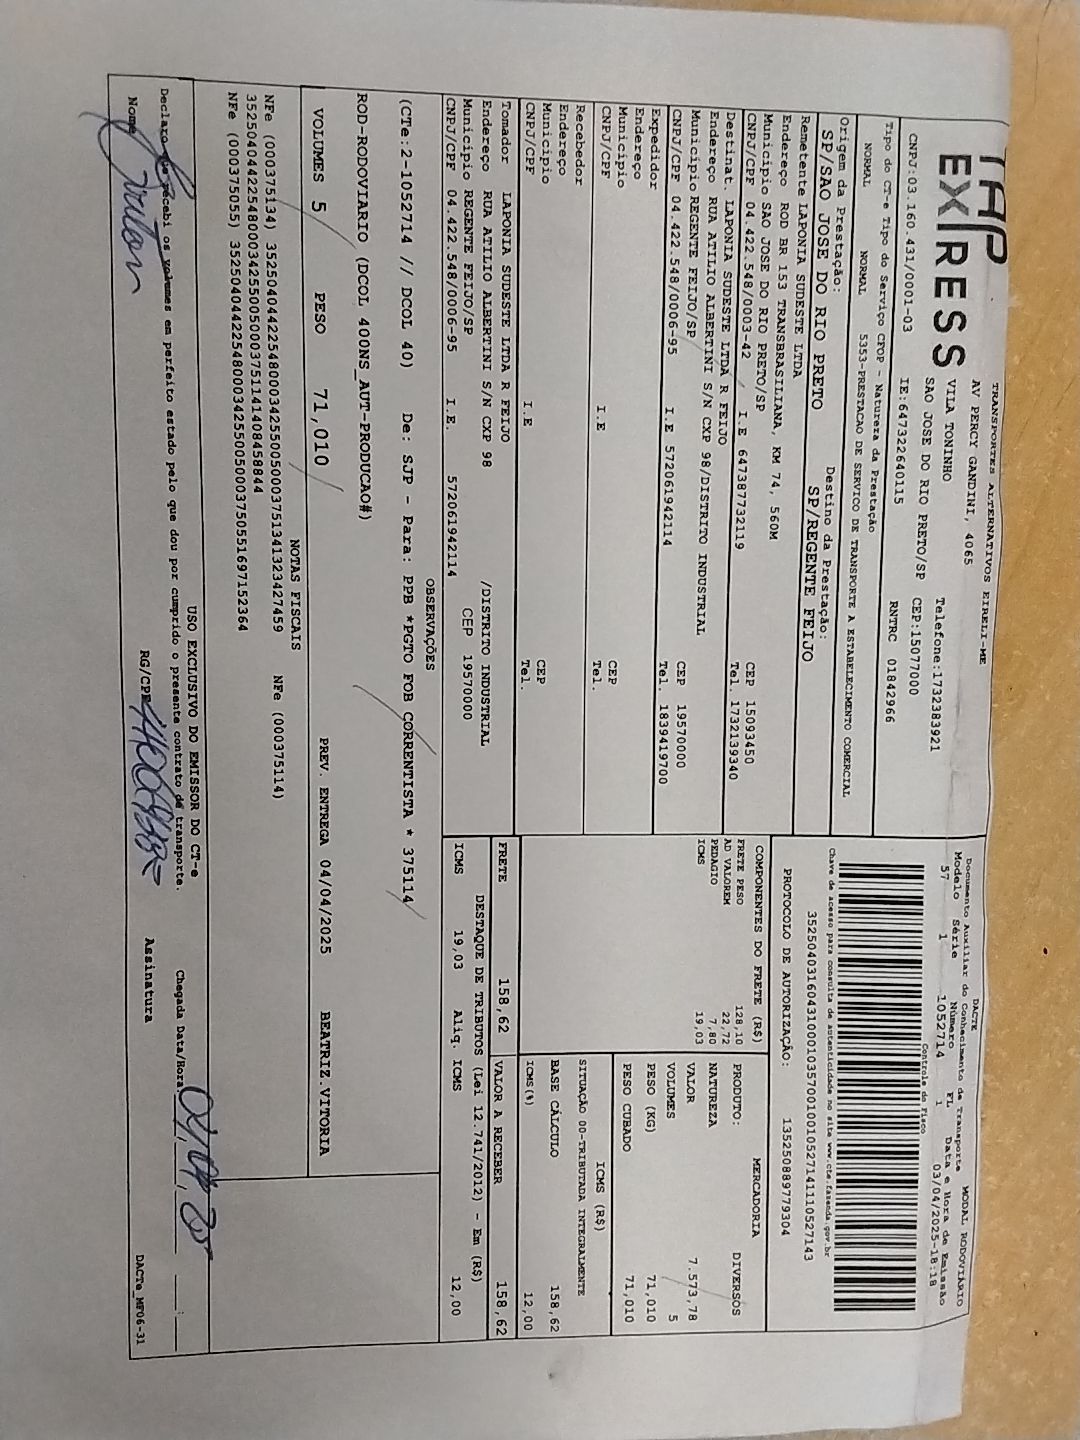 TAP
EXPRESS
TRANSPORTES ALTERNATIVOS EIRELI-ME
AV PERCY GANDINI, 4065
VILA TONINHO Telefone:1732383921
SAO JOSE DO RIO PRETO/SP CEP:15077000
CNPJ:03.160.431/0001-03 IE:647322640115 RNTRC 01842966
Tipo do CT-e Tipo do Serviço CFOP - Natureza da Prestação
NORMAL NORMAL 5353-PRESTACAO DE SERVICO DE TRANSPORTE A ESTABELECIMENTO COMERCIAL
Origem da Prestação: Destino da Prestação:
SP/SAO JOSE DO RIO PRETO SP/REGENTE FEIJO
Remetente LAPONIA SUDESTE LTDA
Endereço ROD BR 153 TRANSBRASILIANA, KM 74, 560M
Município SAO JOSE DO RIO PRETO/SP CEP 15093450
CNPJ/CPF 04.422.548/0003-42 I.E 647387732119 Tel. 1732139340
Destinat. LAPONIA SUDESTE LTDA R FEIJO
Endereço RUA ATILIO ALBERTINI S/N CXP 98/DISTRITO INDUSTRIAL
Município REGENTE FEIJO/SP CEP 19570000
CNPJ/CPF 04.422.548/0006-95 I.E 572061942114 Tel. 1839419700
Expedidor
Endereço
Município CEP
CNPJ/CPF I.E Tel.
Recebedor
Endereço
Município CEP
CNPJ/CPF I.E Tel.
Tomador LAPONIA SUDESTE LTDA R FEIJO
Endereço RUA ATILIO ALBERTINI S/N CXP 98 /DISTRITO INDUSTRIAL
Município REGENTE FEIJO/SP CEP 19570000
CNPJ/CPF 04.422.548/0006-95 I.E. 572061942114
DACTE MODAL RODOVIÁRIO
Documento Auxiliar do Conhecimento de Transporte
Modelo Série Número FL Data e Hora de Emissão
57 1 1052714 1 03/04/2025-18:18
Controle do Fisco
Chave de acesso para consulta de autenticidade no site www.cte.fazenda.gov.br
35250403160431000103570010010527141110527143
PROTOCOLO DE AUTORIZAÇÃO: 135250889779304
COMPONENTES DO FRETE (R$)
FRETE PESO 128,10
AD VALOREM 22,72
PEDAGIO 7,80
ICMS 19,03
MERCADORIA
PRODUTO: DIVERSOS
NATUREZA
VALOR 7.573,78
VOLUMES 5
PESO (KG) 71,010
PESO CUBADO 71,010
ICMS (R$)
SITUAÇÃO 00-TRIBUTADA INTEGRALMENTE
BASE CÁLCULO 158,62
ICMS(%) 12,00
FRETE 158,62 VALOR A RECEBER 158,62
DESTAQUE DE TRIBUTOS (Lei 12.741/2012) - Em (R$)
ICMS 19,03 Aliq. ICMS 12,00
OBSERVAÇÕES
(CTe:2-1052714 // DCOL 40) De: SJP - Para: PPB *PGTO FOB CORRENTISTA * 375114
ROD-RODOVIARIO (DCOL 400NS_AUT-PRODUCAO#)
VOLUMES 5 PESO 71,010 PREV. ENTREGA 04/04/2025 BEATRIZ.VITORIA
NOTAS FISCAIS
NFe (000375134) 35250404422548000342550050003751341323427459 NFe (000375114)
35250404422548000342550050003751141408458844
NFe (000375055) 35250404422548000342550050003750551697152364
USO EXCLUSIVO DO EMISSOR DO CT-e
Declaro que recebi os volumes em perfeito estado pelo que dou por cumprido o presente contrato de transporte. Chegada Data/Hora
Nome RG/CPF Assinatura
DACTe_MF06-31